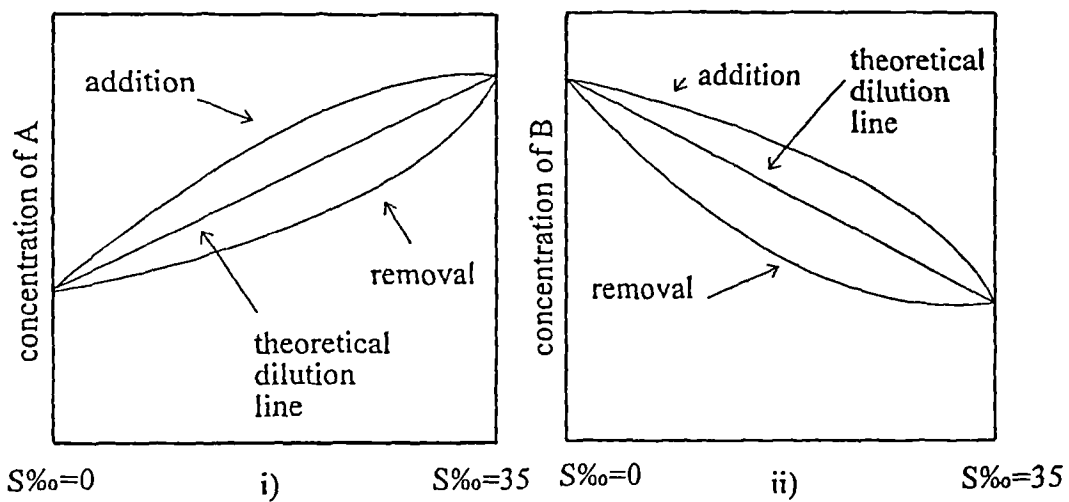 concentration of A
addition
removal
theoretical
dilution
line
S‰=0
i)
S‰=35
concentration of B
addition
theoretical
dilution
line
removal
S‰=0
ii)
S‰=35